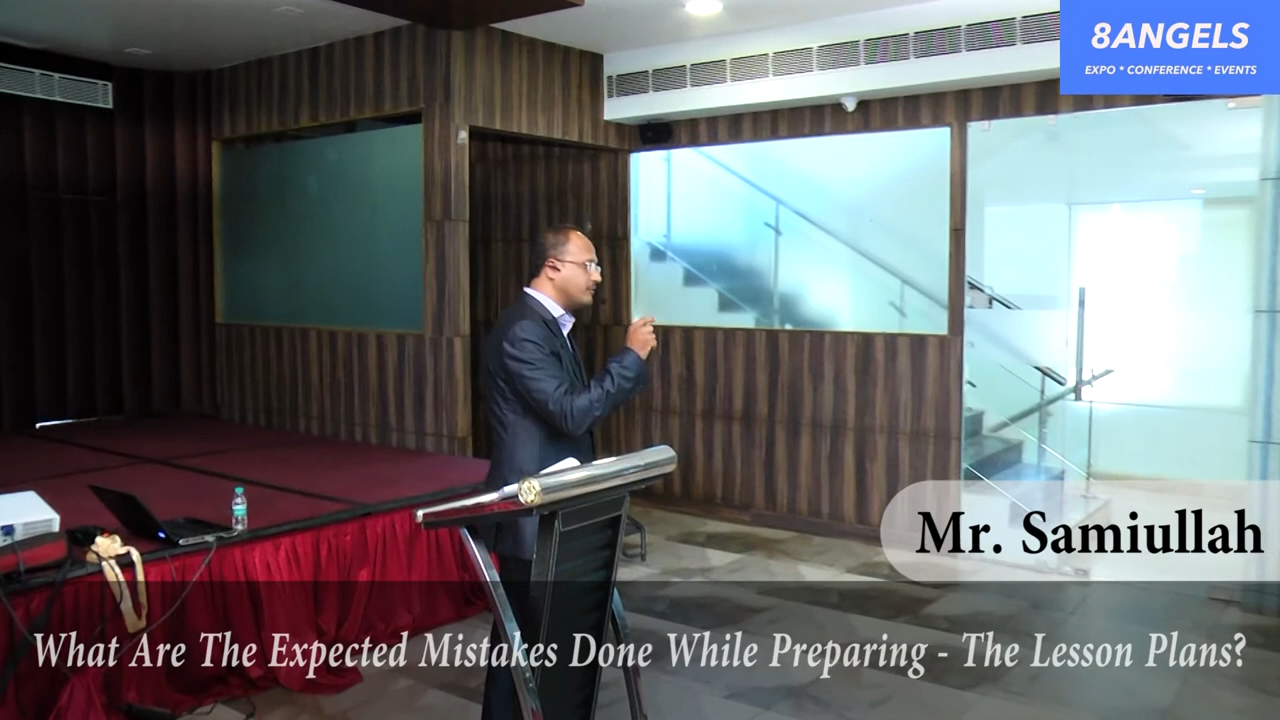 8ANGELS
EXPO * CONFERENCE * EVENTS
Mr. Samiullah
What Are The Expected Mistakes Done While Preparing - The Lesson Plans?